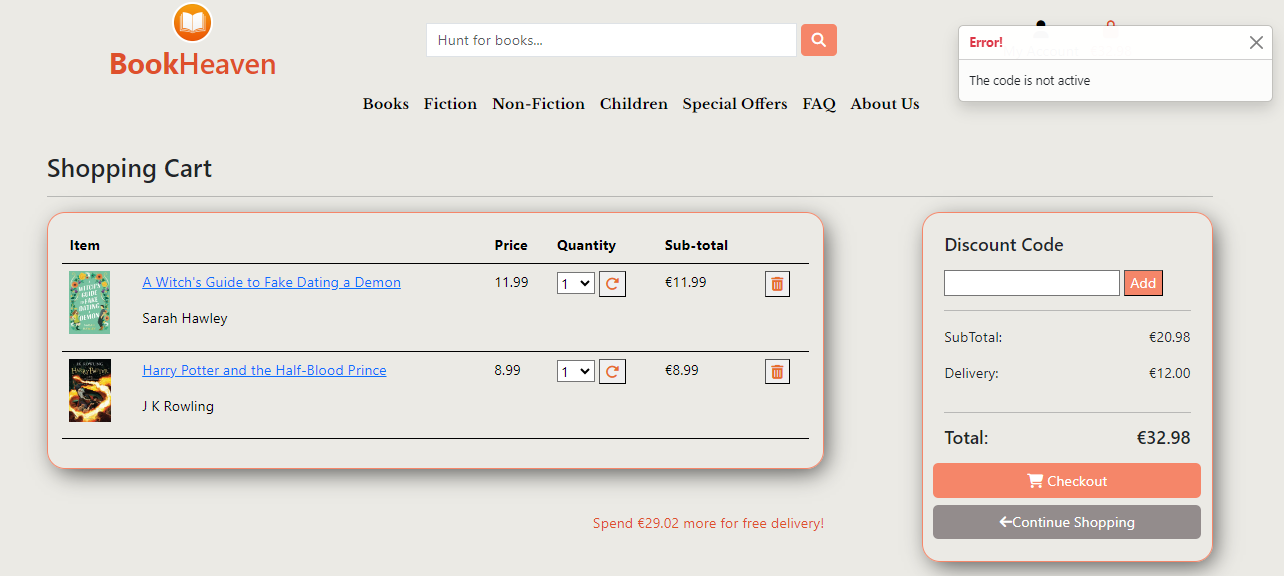 BookHeaven
Hunt for books...
Error!
The code is not active
Books Fiction Non-Fiction Children Special Offers FAQ About Us
Shopping Cart
Item Price Quantity Sub-total
A Witch's Guide to Fake Dating a Demon 11.99 1 €11.99
Sarah Hawley
Harry Potter and the Half-Blood Prince 8.99 1 €8.99
J K Rowling
Spend €29.02 more for free delivery!
Discount Code
Add
SubTotal: €20.98
Delivery: €12.00
Total: €32.98
Checkout
Continue Shopping